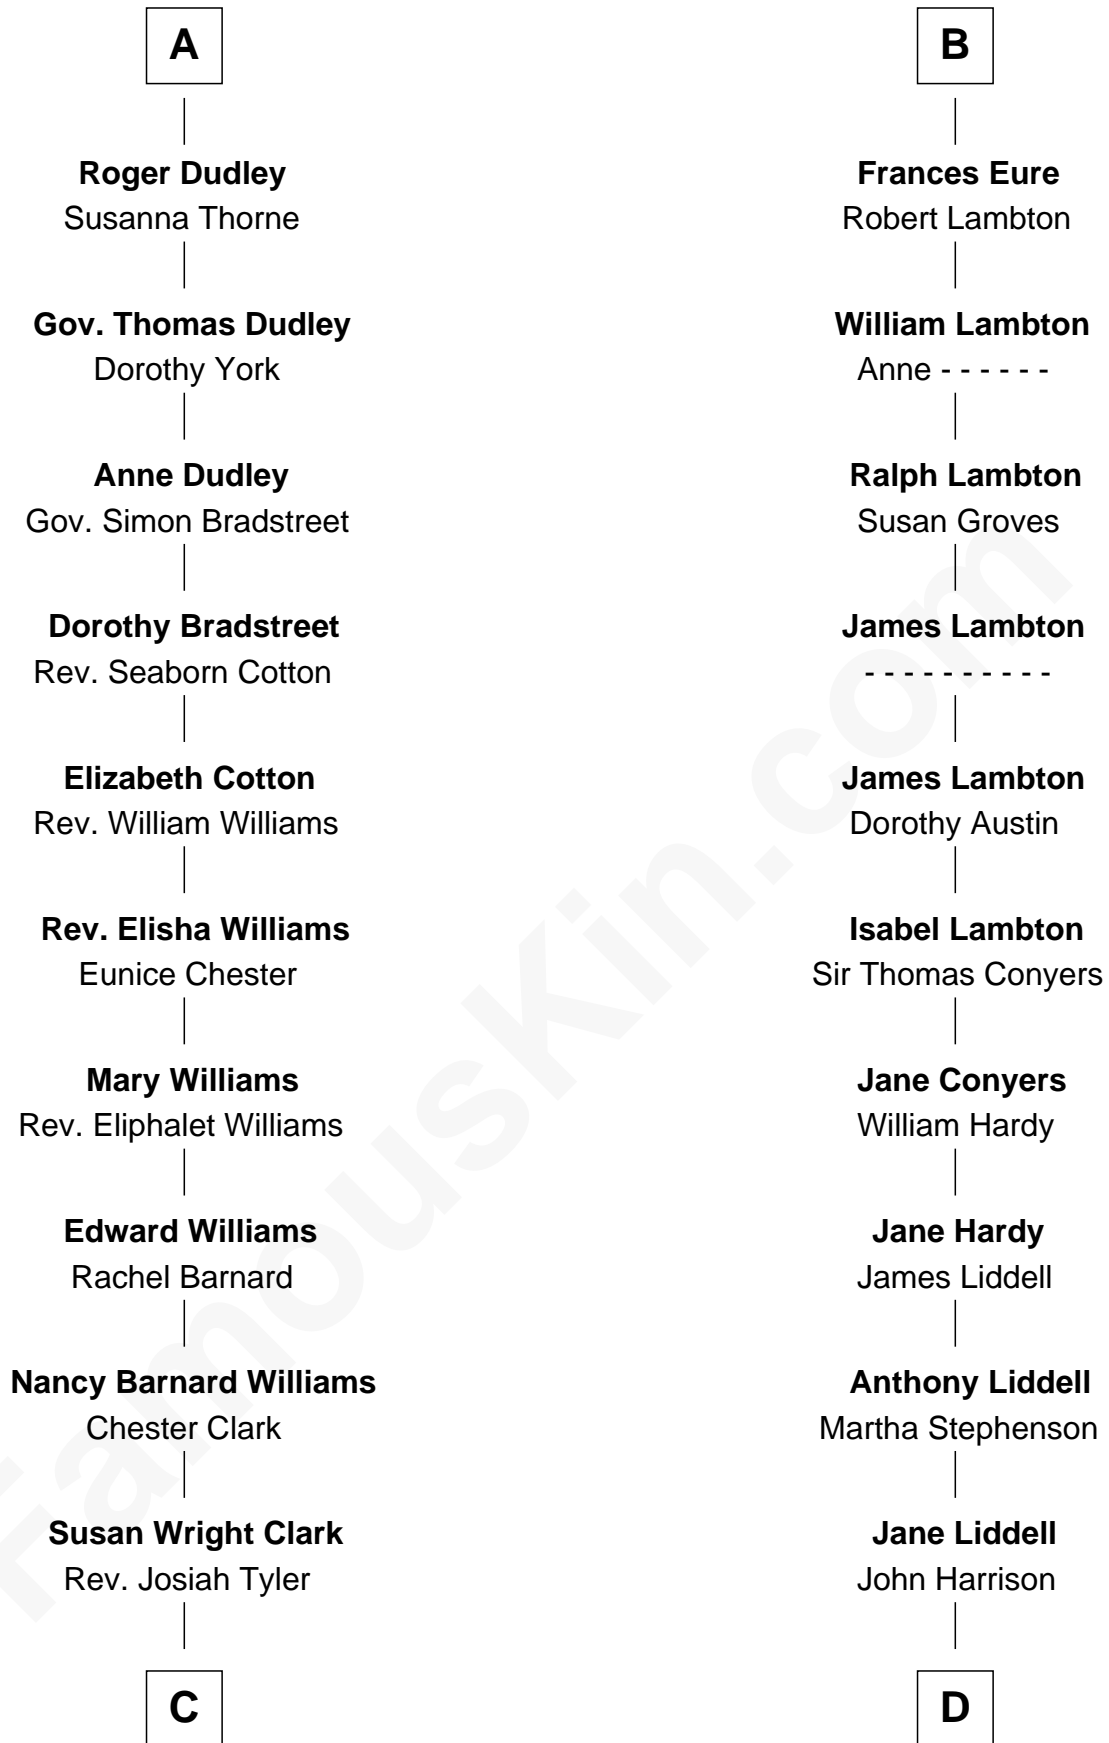 A
Roger Dudley
Susanna Thorne
Gov. Thomas Dudley
Dorothy York
Anne Dudley
Gov. Simon Bradstreet
Dorothy Bradstreet
Rev. Seaborn Cotton
Elizabeth Cotton
Rev. William Williams
Rev. Elisha Williams
Eunice Chester
Mary Williams
Rev. Eliphalet Williams
Edward Williams
Rachel Barnard
Nancy Barnard Williams
Chester Clark
Susan Wright Clark
Rev. Josiah Tyler
C
B
Frances Eure
Robert Lambton
William Lambton
Anne - - - - - -
Ralph Lambton
Susan Groves
James Lambton
- - - - - - - - - -
James Lambton
Dorothy Austin
Isabel Lambton
Sir Thomas Conyers
Jane Conyers
William Hardy
Jane Hardy
James Liddell
Anthony Liddell
Martha Stephenson
Jane Liddell
John Harrison
D
FamousKin.com